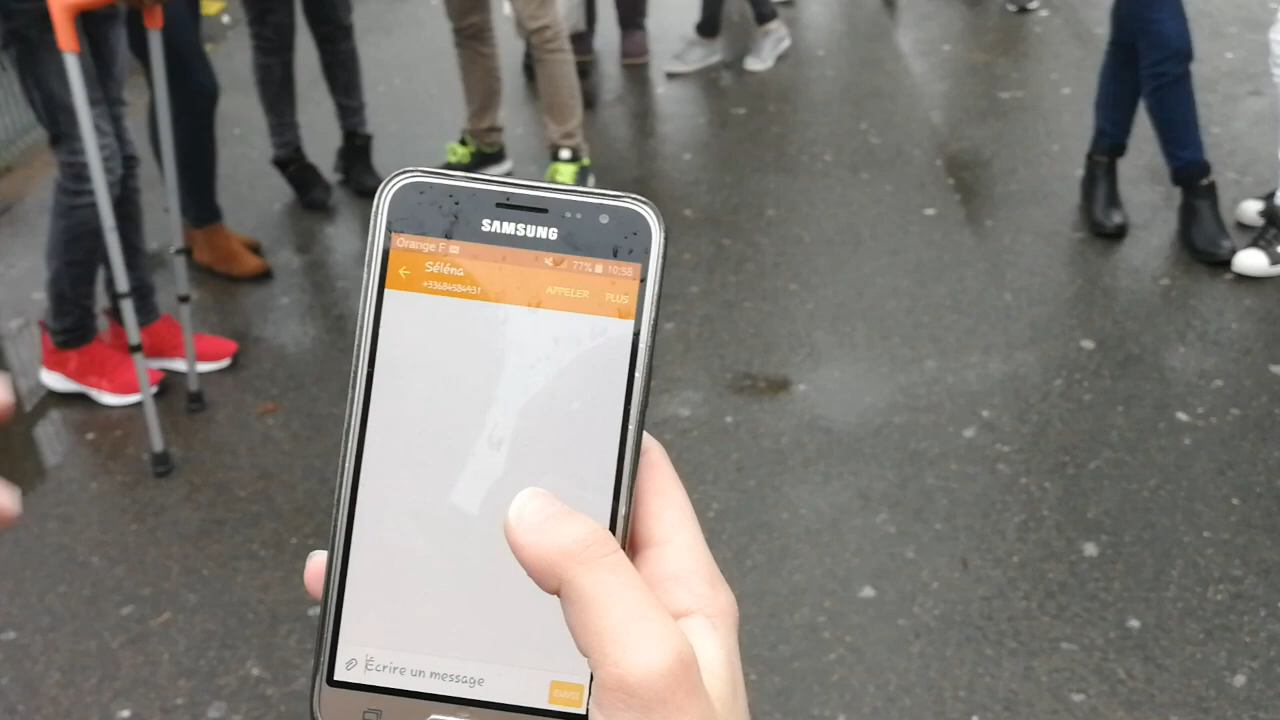 SAMSUNG
Orange F 77% 10:58
Séléna
+33684584931
APPELER PLUS
Écrire un message
ENVOI